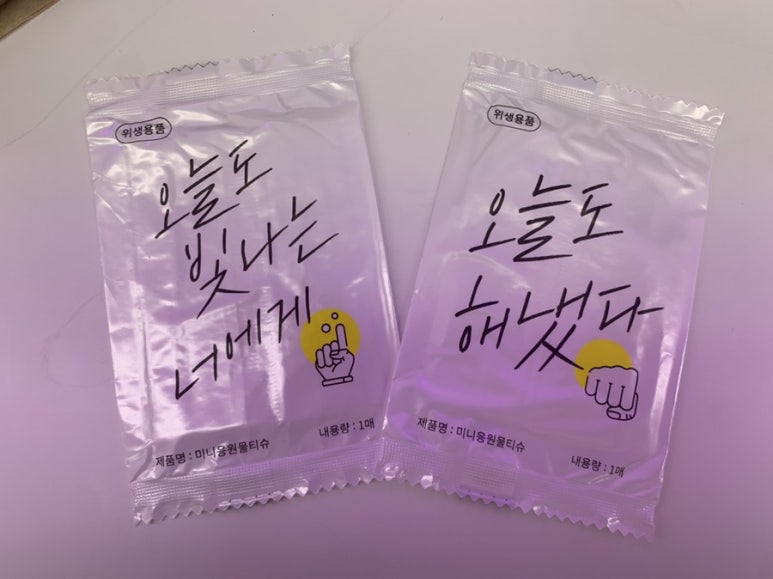 위생용품
오늘도
빛나는
너에게
제품명 : 미니응원물티슈
내용량 : 1매
위생용품
오늘도
해냈다
제품명 : 미니응원물티슈
내용량 : 1매